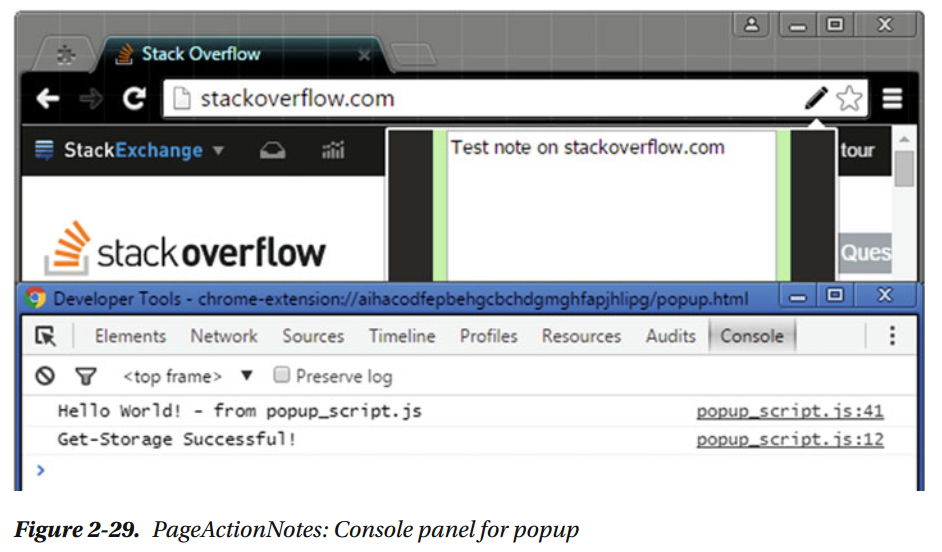 Stack Overflow
stackoverflow.com
StackExchange
Test note on stackoverflow.com
tour
stackoverflow
Ques
Developer Tools - chrome-extension://aihacodfepbehgcbchdgmghfapjhlipg/popup.html
Elements Network Sources Timeline Profiles Resources Audits Console
<top frame> Preserve log
Hello World! - from popup_script.js popup_script.js:41
Get-Storage Successful! popup_script.js:12
Figure 2-29. PageActionNotes: Console panel for popup